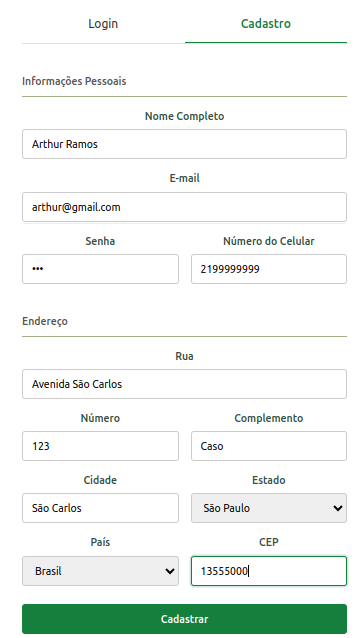 Login Cadastro
Informações Pessoais
Nome Completo
Arthur Ramos
E-mail
arthur@gmail.com
Senha Número do Celular
••• 2199999999
Endereço
Rua
Avenida São Carlos
Número Complemento
123 Caso
Cidade Estado
São Carlos São Paulo
País CEP
Brasil 13555000
Cadastrar